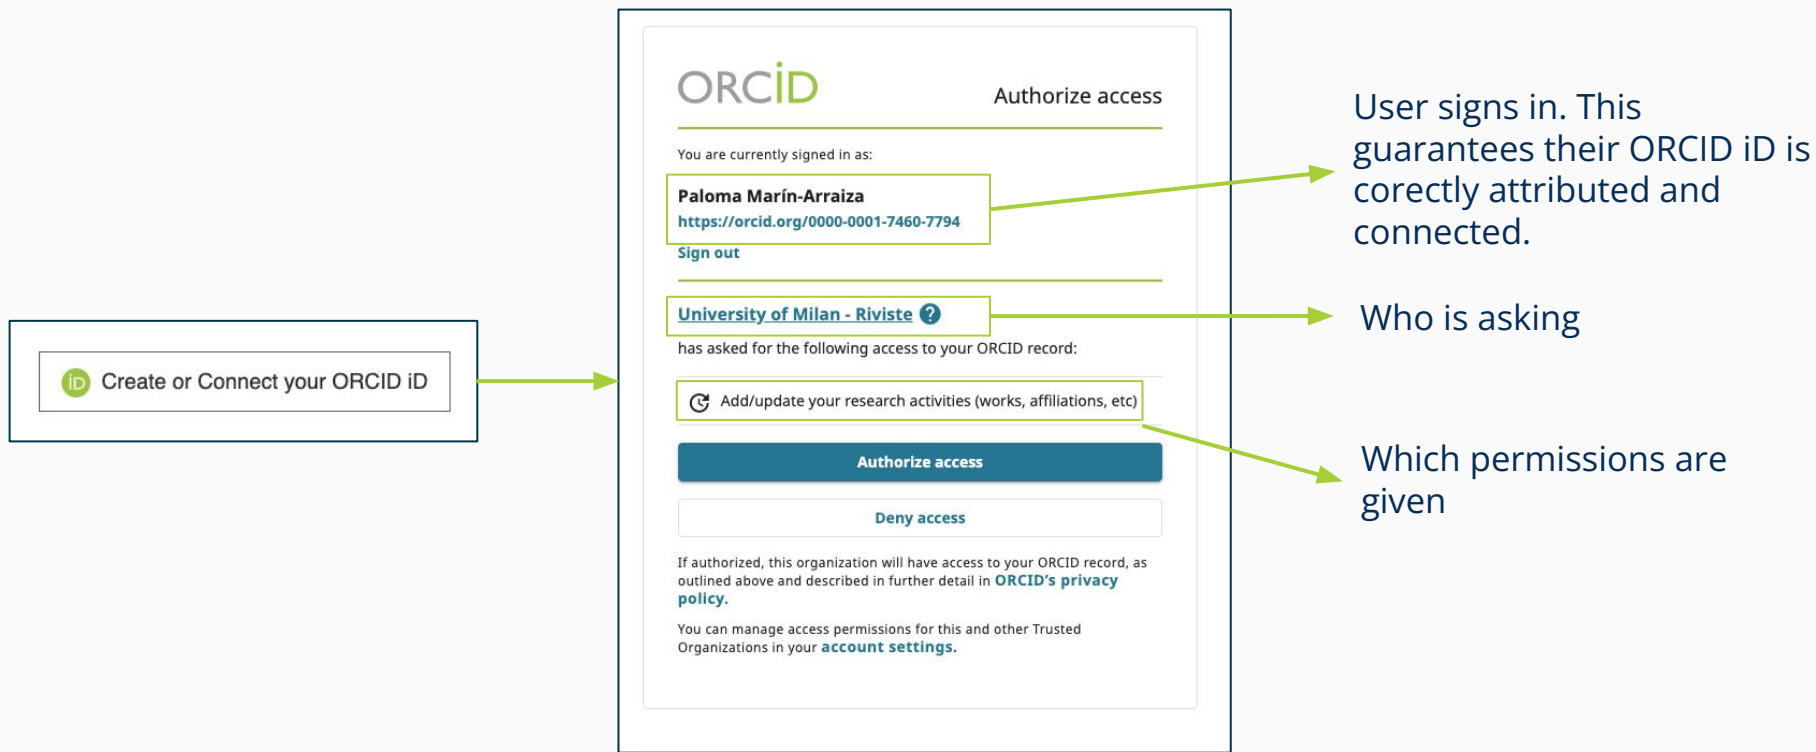 iD Create or Connect your ORCID iD
ORCiD
Authorize access
You are currently signed in as:
Paloma Marín-Arraiza
https://orcid.org/0000-0001-7460-7794
Sign out
University of Milan - Riviste ?
has asked for the following access to your ORCID record:
Add/update your research activities (works, affiliations, etc)
Authorize access
Deny access
If authorized, this organization will have access to your ORCID record, as
outlined above and described in further detail in ORCID's privacy
policy.
You can manage access permissions for this and other Trusted
Organizations in your account settings.
User signs in. This
guarantees their ORCID iD is
corectly attributed and
connected.
Who is asking
Which permissions are
given